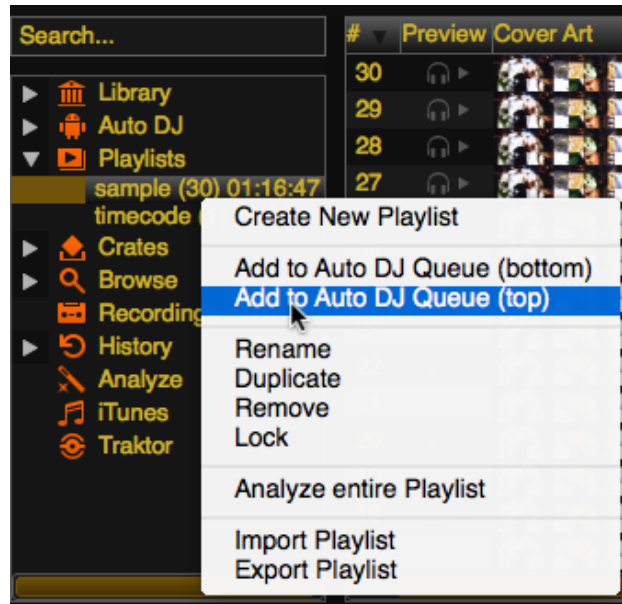 Search...
# Preview Cover Art
30
29
28
27
Library
Auto DJ
Playlists
sample (30) 01:16:47
timecode (
Crates
Browse
Recording
History
Analyze
iTunes
Traktor
Create New Playlist
Add to Auto DJ Queue (bottom)
Add to Auto DJ Queue (top)
Rename
Duplicate
Remove
Lock
Analyze entire Playlist
Import Playlist
Export Playlist